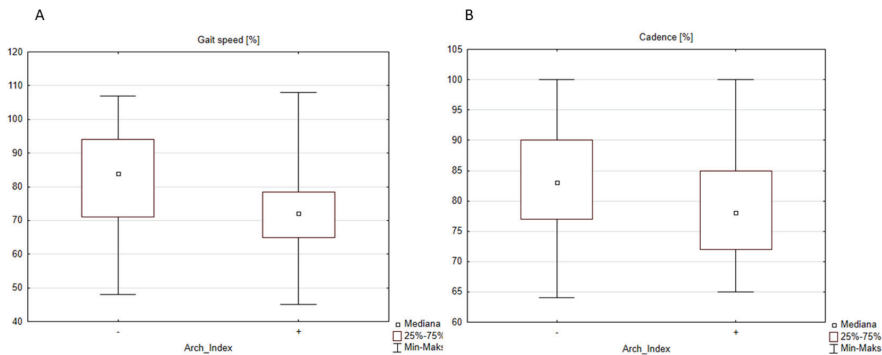 A
Gait speed [%]
120
110
100
90
80
70
60
50
40
-
+
Arch_Index
Mediana
25%-75%
Min-Maks
B
Cadence [%]
105
100
95
90
85
80
75
70
65
60
-
+
Arch_Index
Mediana
25%-75%
Min-Maks